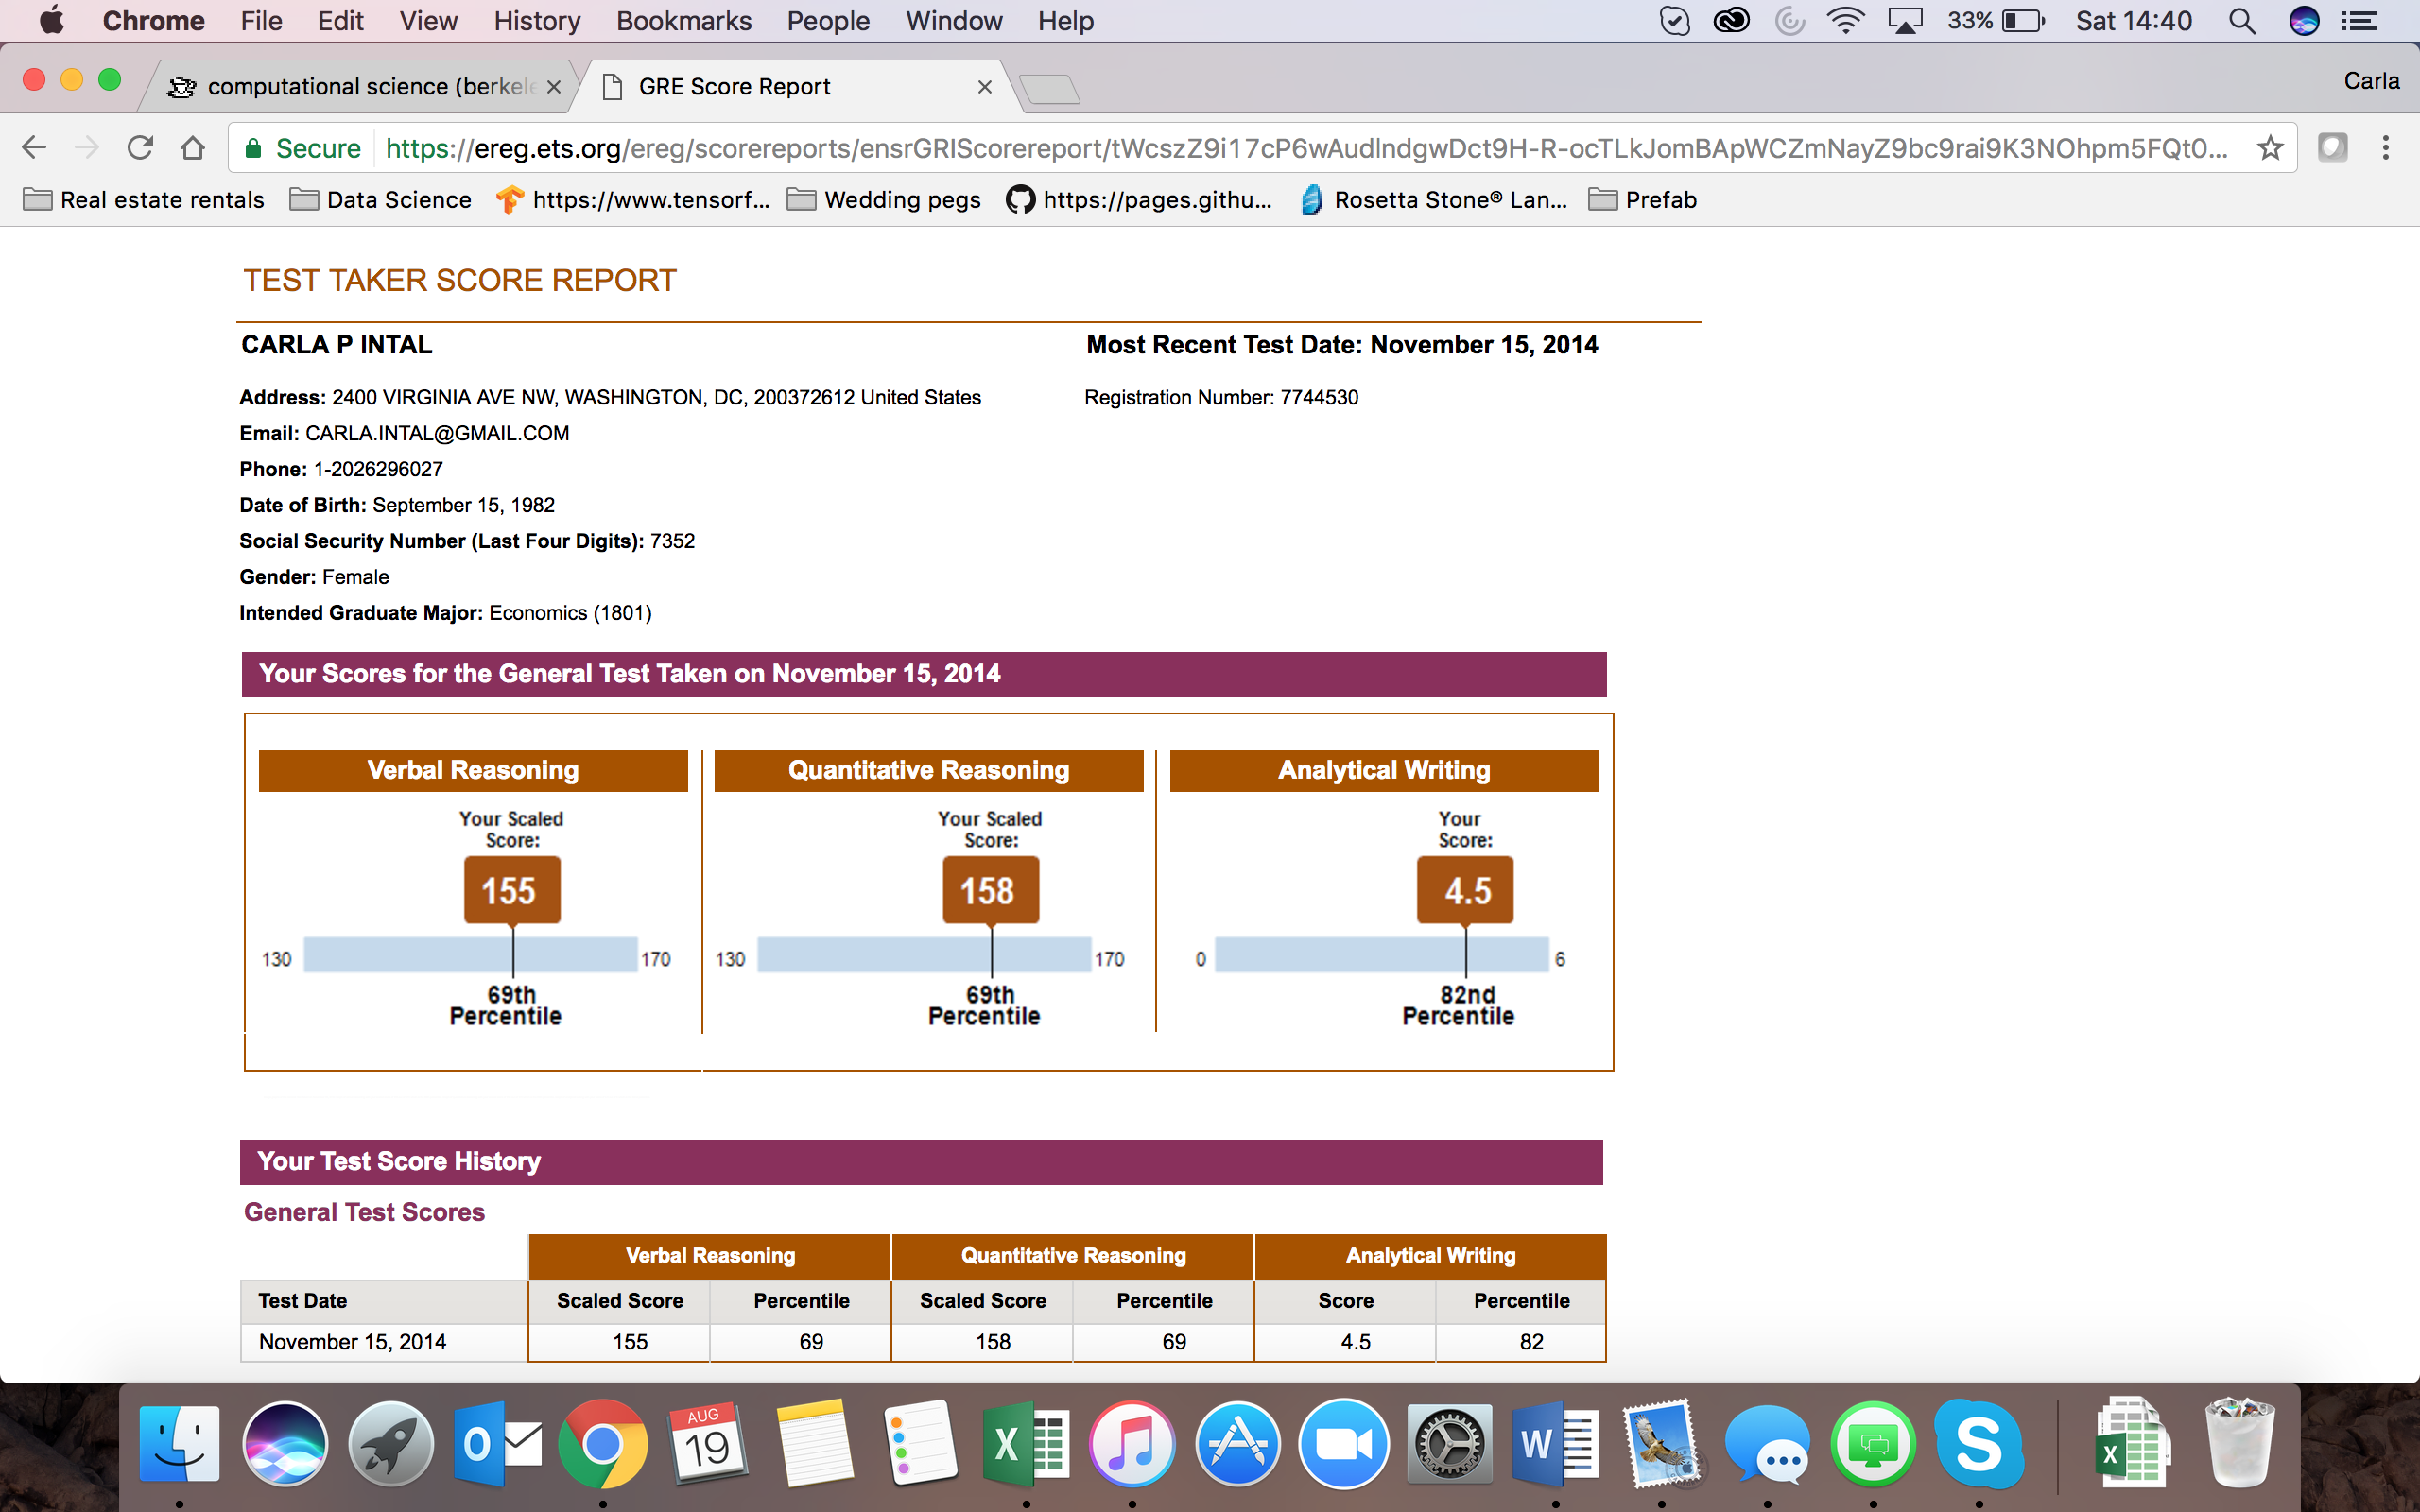 Chrome File Edit View History Bookmarks People Window Help 33% Sat 14:40
computational science (berkele GRE Score Report Carla
Secure https://ereg.ets.org/ereg/scorereports/ensrGRIScorereport/tWcszZ9i17cP6wAudlndgwDct9H-R-ocTLkJomBApWCZmNayZ9bc9rai9K3NOhpm5FQt0...
Real estate rentals Data Science https://www.tensorf... Wedding pegs https://pages.githu... Rosetta Stone® Lan... Prefab
TEST TAKER SCORE REPORT
CARLA P INTAL Most Recent Test Date: November 15, 2014
Address: 2400 VIRGINIA AVE NW, WASHINGTON, DC, 200372612 United States Registration Number: 7744530
Email: CARLA.INTAL@GMAIL.COM
Phone: 1-2026296027
Date of Birth: September 15, 1982
Social Security Number (Last Four Digits): 7352
Gender: Female
Intended Graduate Major: Economics (1801)
Your Scores for the General Test Taken on November 15, 2014
Verbal Reasoning Quantitative Reasoning Analytical Writing
Your Scaled Your Scaled Your
Score: Score: Score:
155 158 4.5
130 170 130 170 0 6
69th 69th 82nd
Percentile Percentile Percentile
Your Test Score History
General Test Scores
Verbal Reasoning Quantitative Reasoning Analytical Writing
Test Date Scaled Score Percentile Scaled Score Percentile Score Percentile
November 15, 2014 155 69 158 69 4.5 82
AUG
19